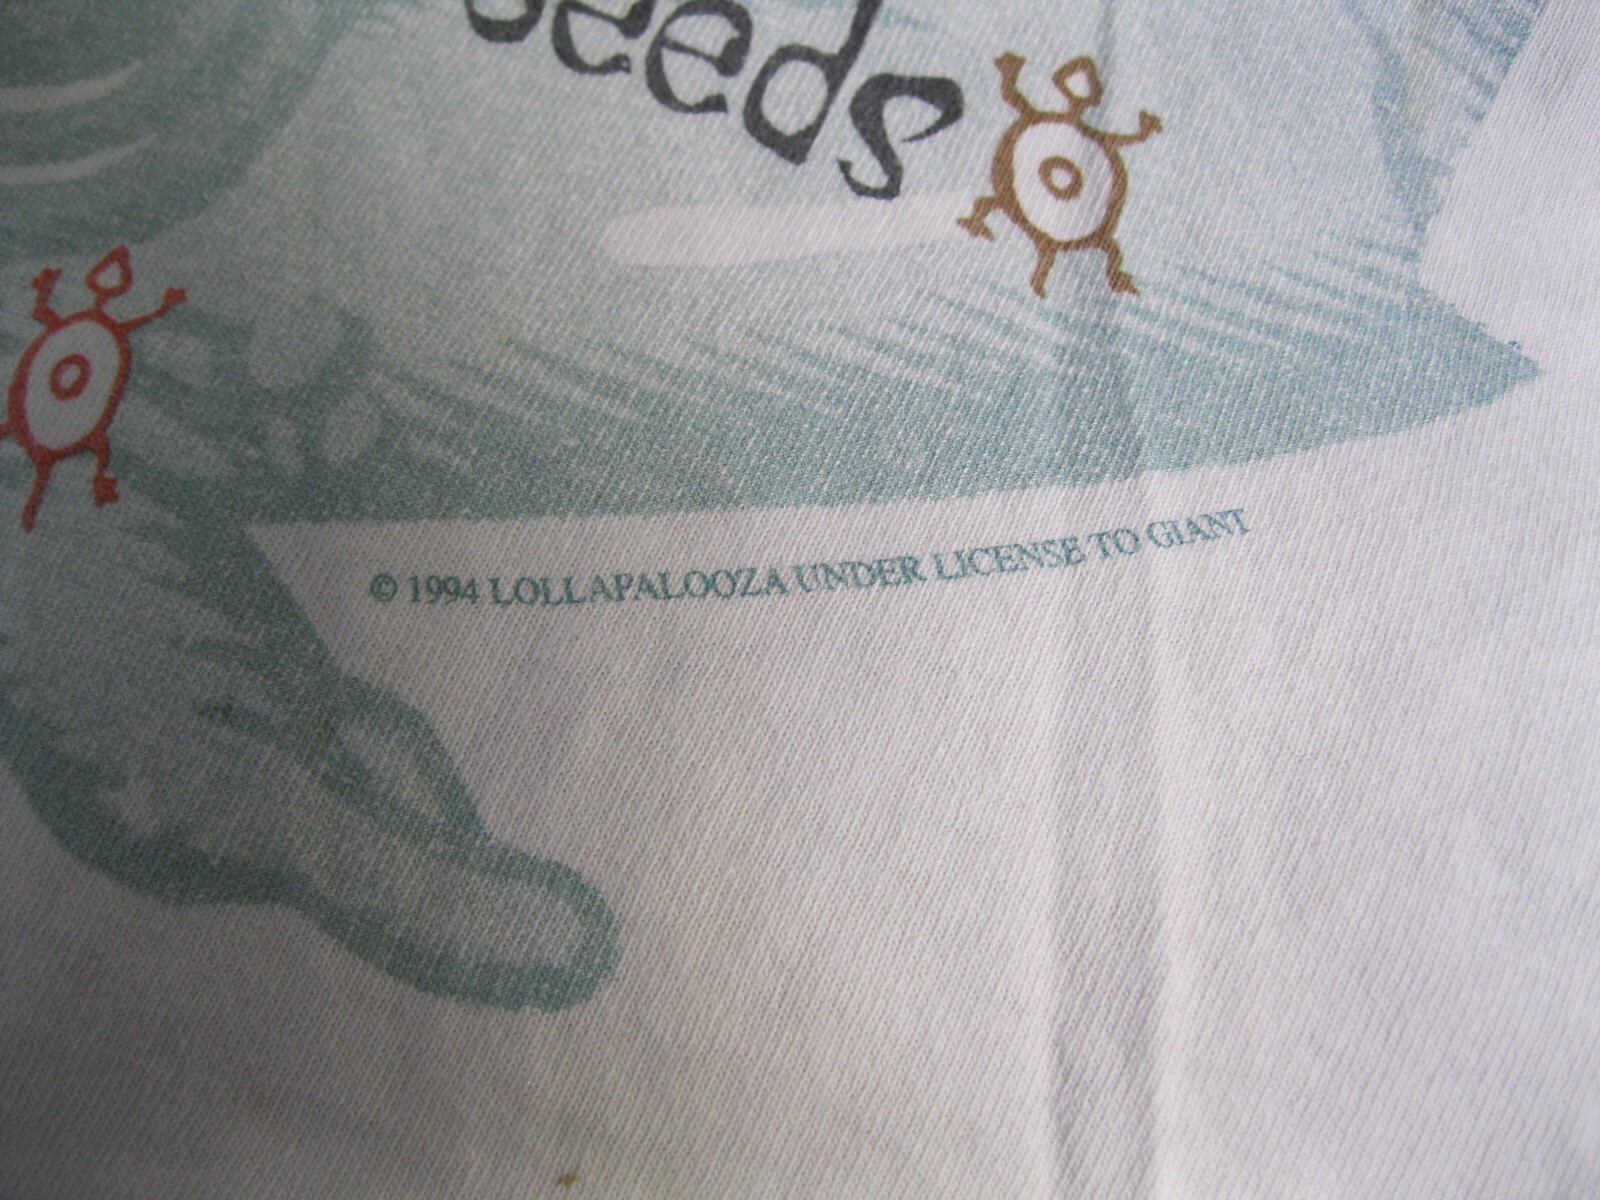 seeds
© 1994 LOLLAPALOOZA UNDER LICENSE TO GIANT